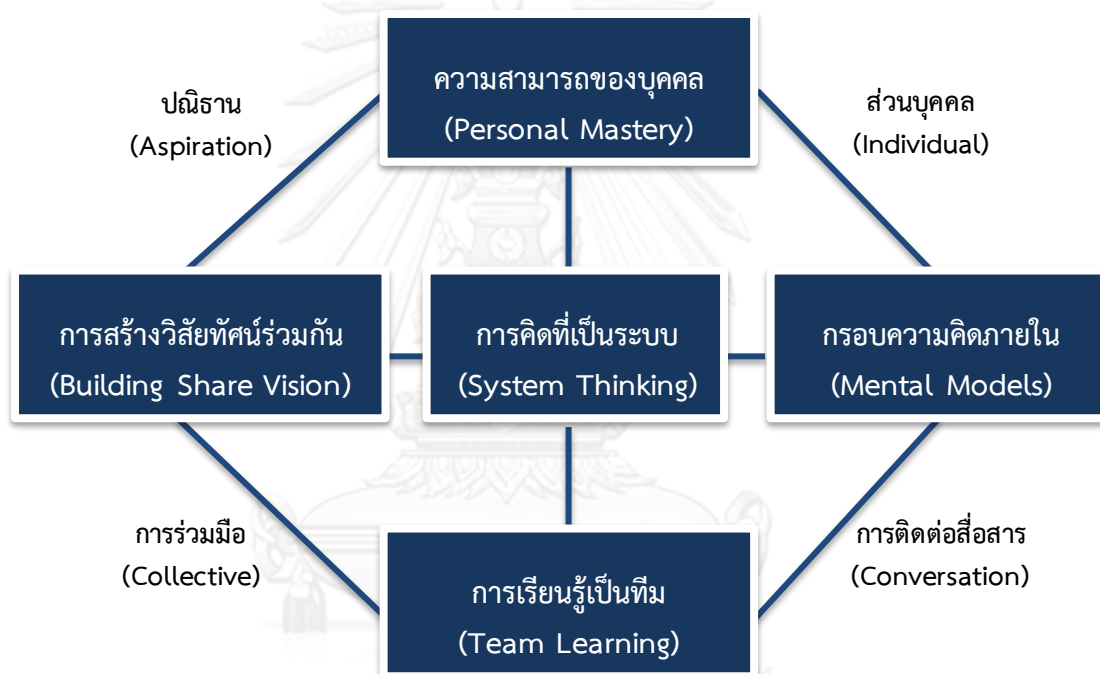 ความสามารถของบุคคล
(Personal Mastery)
ปณิธาน
(Aspiration)
ส่วนบุคคล
(Individual)
การสร้างวิสัยทัศน์ร่วมกัน
(Building Share Vision)
การคิดที่เป็นระบบ
(System Thinking)
กรอบความคิดภายใน
(Mental Models)
การร่วมมือ
(Collective)
การติดต่อสื่อสาร
(Conversation)
การเรียนรู้เป็นทีม
(Team Learning)